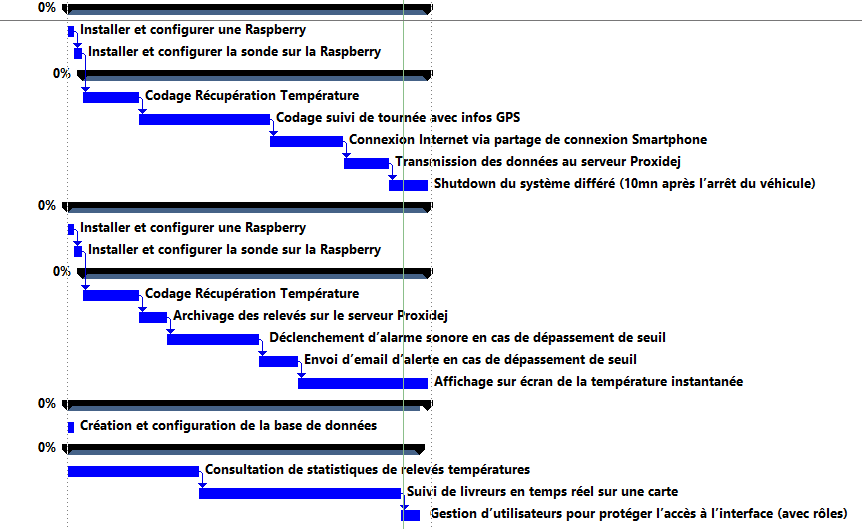 0%
Installer et configurer une Raspberry
Installer et configurer la sonde sur la Raspberry
0%
Codage Récupération Température
Codage suivi de tournée avec infos GPS
Connexion Internet via partage de connexion Smartphone
Transmission des données au serveur Proxidej
Shutdown du système différé (10mn après l'arrêt du véhicule)
0%
Installer et configurer une Raspberry
Installer et configurer la sonde sur la Raspberry
0%
Codage Récupération Température
Archivage des relevés sur le serveur Proxidej
Déclenchement d'alarme sonore en cas de dépassement de seuil
Envoi d'email d'alerte en cas de dépassement de seuil
Affichage sur écran de la température instantanée
0%
Création et configuration de la base de données
0%
Consultation de statistiques de relevés températures
Suivi de livreurs en temps réel sur une carte
Gestion d'utilisateurs pour protéger l'accès à l'interface (avec rôles)